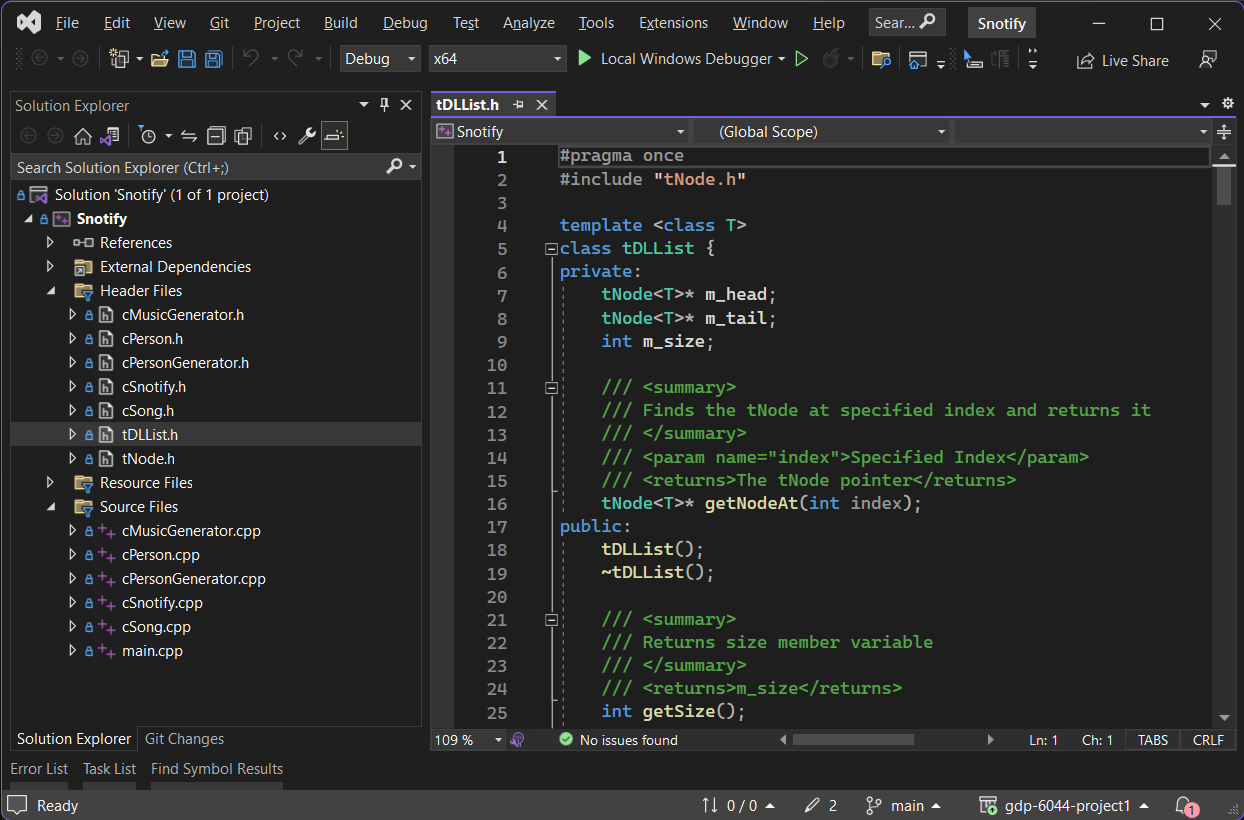 File Edit View Git Project Build Debug Test Analyze Tools Extensions Window Help Sear... Snotify
Debug x64 Local Windows Debugger Live Share
Solution Explorer
Search Solution Explorer (Ctrl+;)
Solution 'Snotify' (1 of 1 project)
Snotify
References
External Dependencies
Header Files
cMusicGenerator.h
cPerson.h
cPersonGenerator.h
cSnotify.h
cSong.h
tDLList.h
tNode.h
Resource Files
Source Files
cMusicGenerator.cpp
cPerson.cpp
cPersonGenerator.cpp
cSnotify.cpp
cSong.cpp
main.cpp
Solution Explorer Git Changes
tDLList.h
Snotify (Global Scope)
1 #pragma once
2 #include "tNode.h"
3
4 template <class T>
5 class tDLList {
6 private:
7 tNode<T>* m_head;
8 tNode<T>* m_tail;
9 int m_size;
10
11 /// <summary>
12 /// Finds the tNode at specified index and returns it
13 /// </summary>
14 /// <param name="index">Specified Index</param>
15 /// <returns>The tNode pointer</returns>
16 tNode<T>* getNodeAt(int index);
17 public:
18 tDLList();
19 ~tDLList();
20
21 /// <summary>
22 /// Returns size member variable
23 /// </summary>
24 /// <returns>m_size</returns>
25 int getSize();
109 % No issues found Ln: 1 Ch: 1 TABS CRLF
Error List Task List Find Symbol Results
Ready 0 / 0 2 main gdp-6044-project1 1